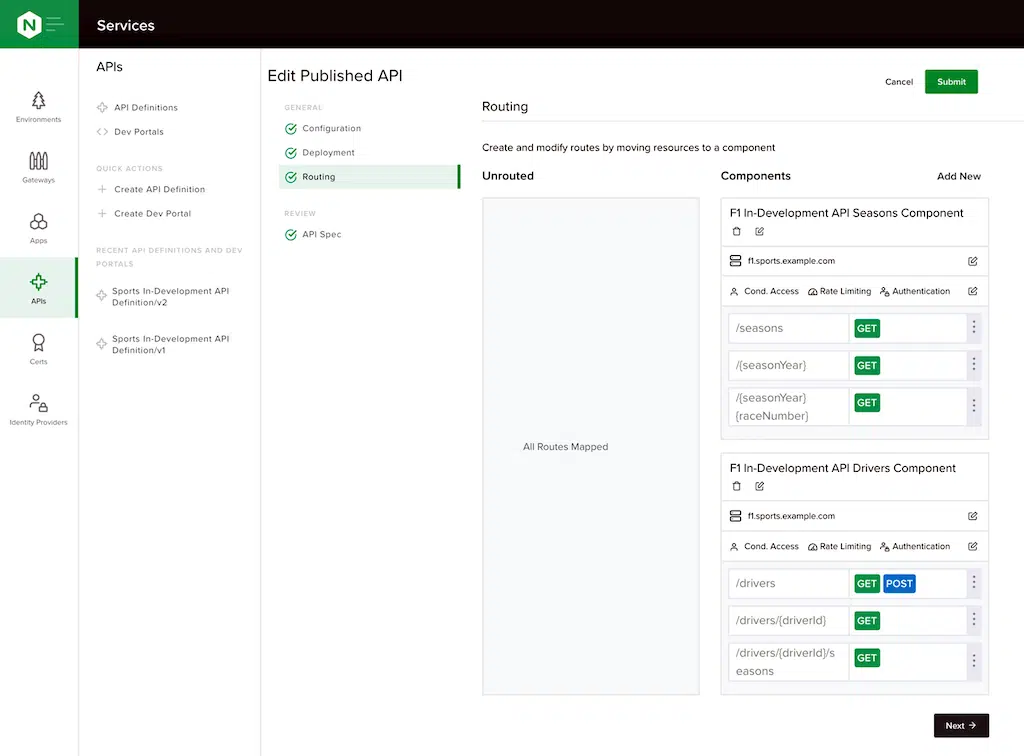 N
Services
Environments
Gateways
Apps
APIs
Certs
Identity Providers
APIs
API Definitions
Dev Portals
QUICK ACTIONS
Create API Definition
Create Dev Portal
RECENT API DEFINITIONS AND DEV
PORTALS
Sports In-Development API
Definition/v2
Sports In-Development API
Definition/v1
Edit Published API
GENERAL
Configuration
Deployment
Routing
REVIEW
API Spec
Cancel
Submit
Routing
Create and modify routes by moving resources to a component
Unrouted
All Routes Mapped
Components
Add New
F1 In-Development API Seasons Component
f1.sports.example.com
Cond. Access Rate Limiting Authentication
/seasons GET
/{seasonYear} GET
/{seasonYear} GET
{raceNumber}
F1 In-Development API Drivers Component
f1.sports.example.com
Cond. Access Rate Limiting Authentication
/drivers GET POST
/drivers/{driverId} GET
/drivers/{driverId}/s GET
easons
Next →